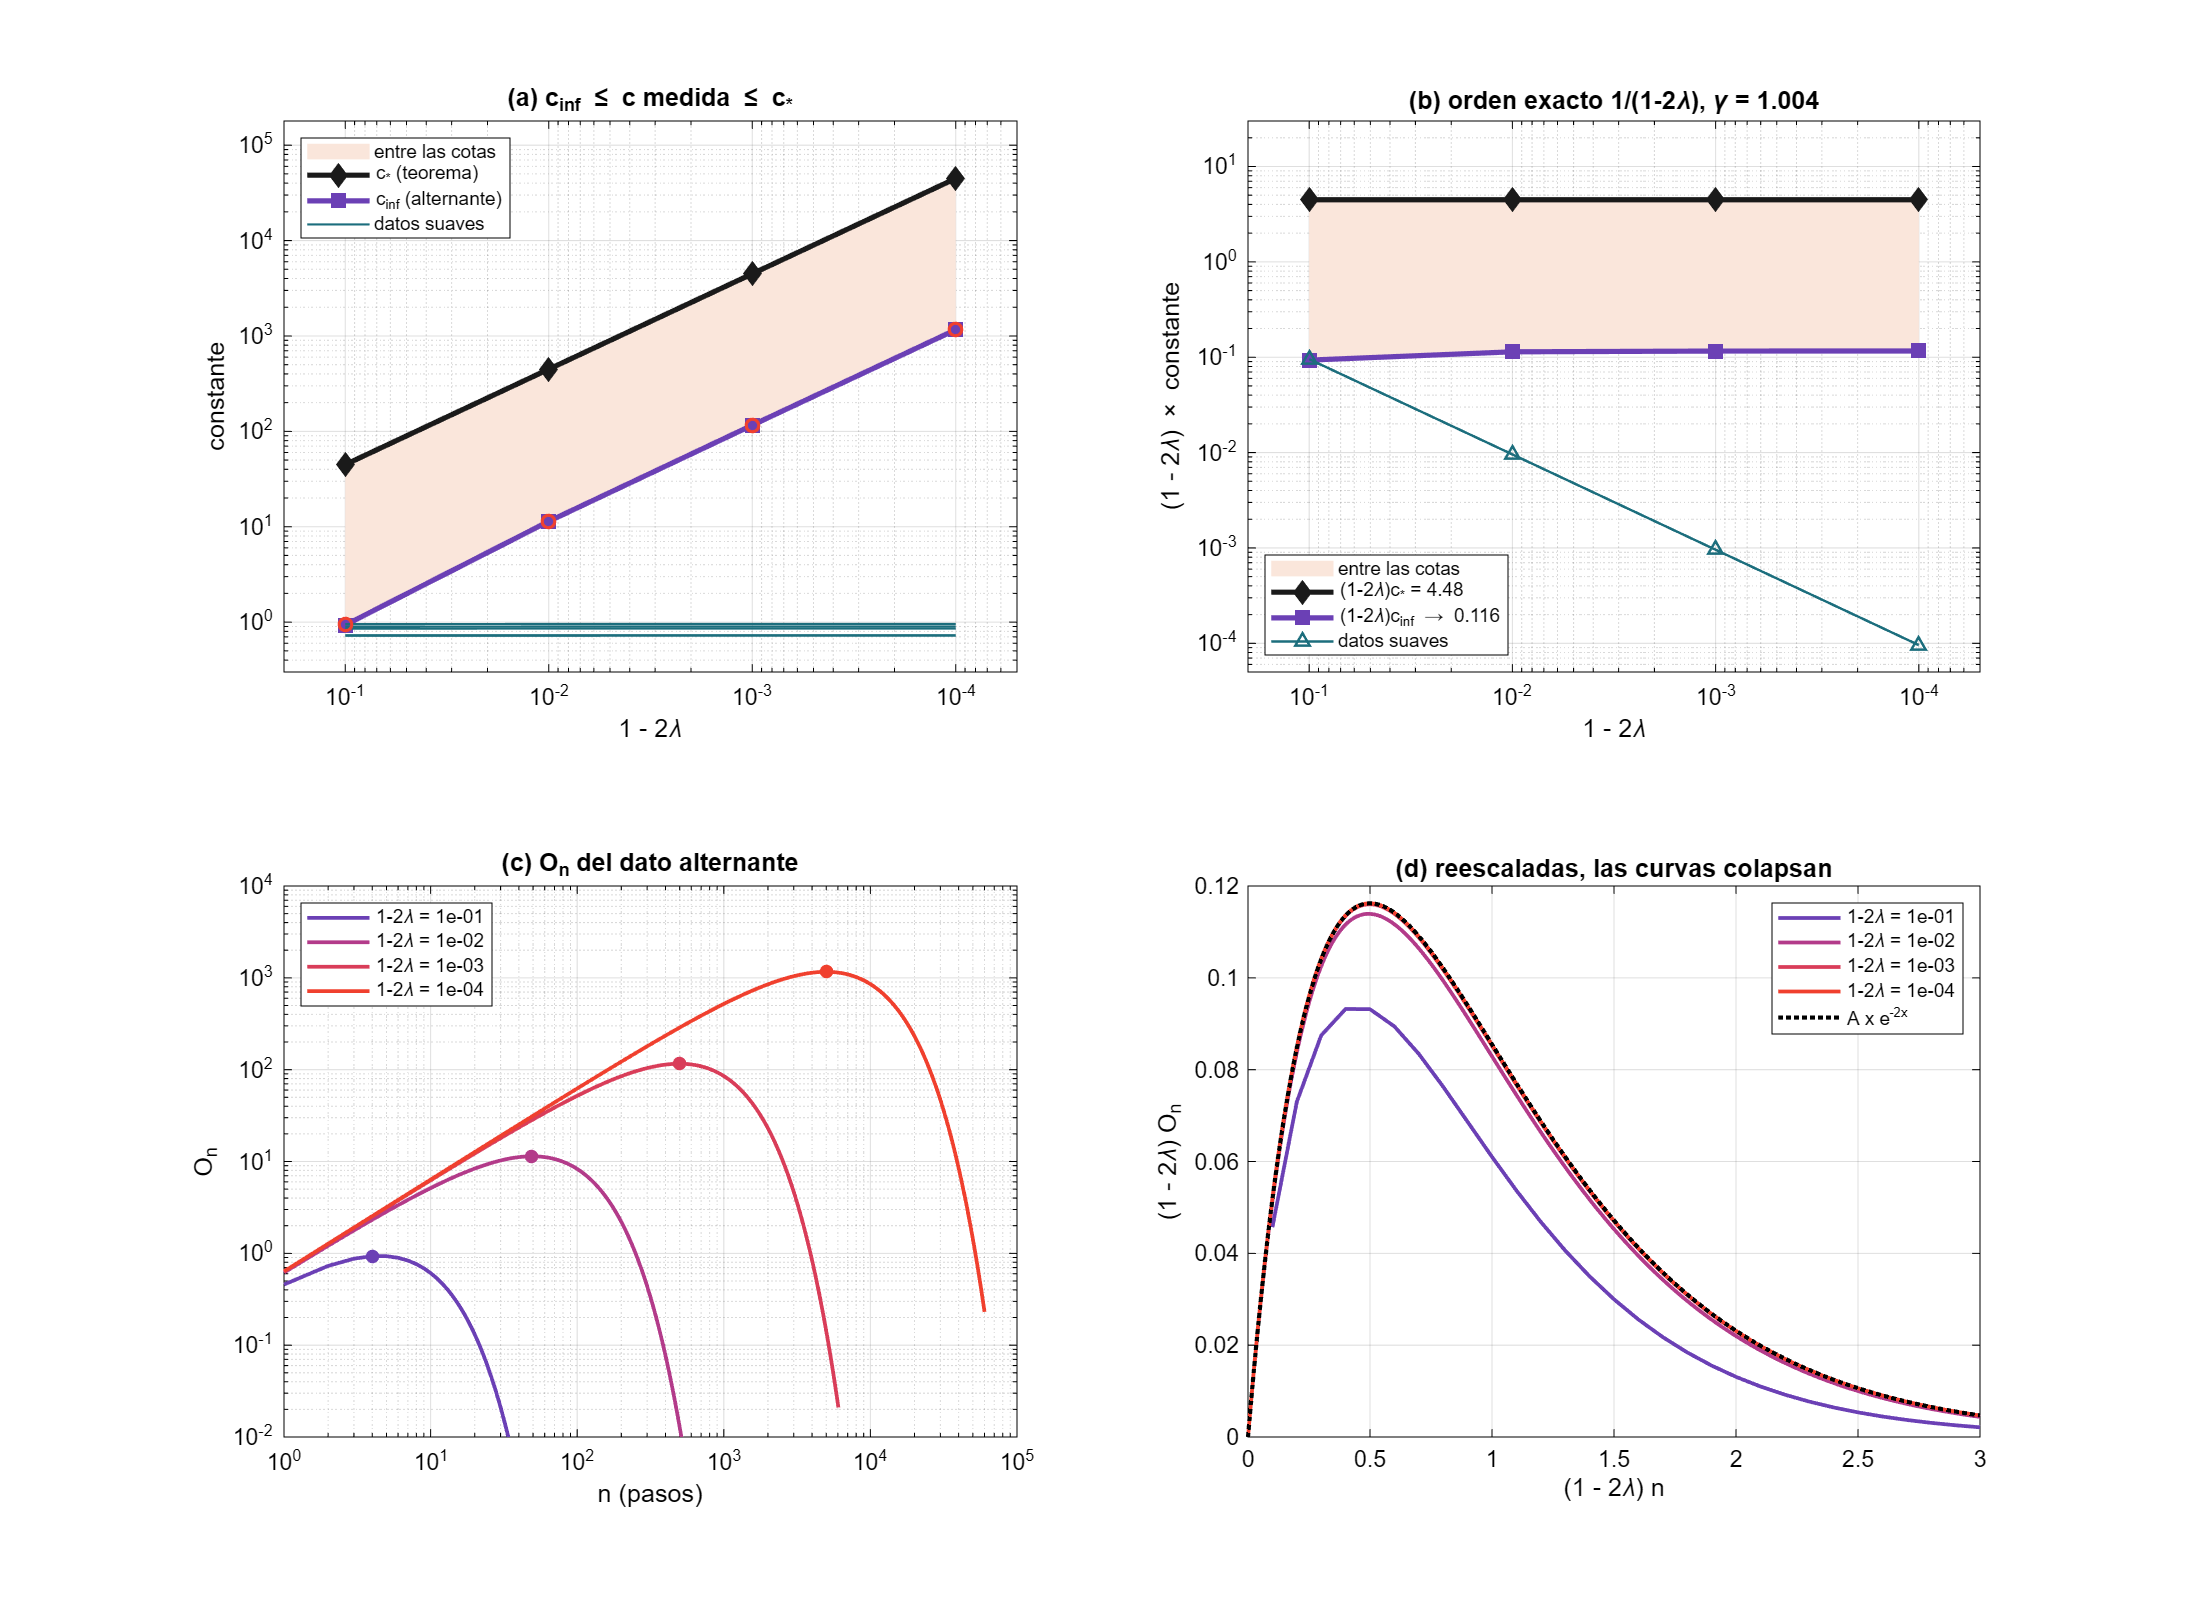 (a) c_inf ≤ c medida ≤ c_*
10^5
10^4
10^3
10^2
10^1
10^0
constante
entre las cotas
c_* (teorema)
c_inf (alternante)
datos suaves
10^-1 10^-2 10^-3 10^-4
1 - 2λ
(b) orden exacto 1/(1-2λ), γ = 1.004
10^1
10^0
10^-1
10^-2
10^-3
10^-4
(1 - 2λ) × constante
entre las cotas
(1-2λ)c_* = 4.48
(1-2λ)c_inf → 0.116
datos suaves
10^-1 10^-2 10^-3 10^-4
1 - 2λ
(c) O_n del dato alternante
10^4
10^3
10^2
10^1
10^0
10^-1
10^-2
O_n
1-2λ = 1e-01
1-2λ = 1e-02
1-2λ = 1e-03
1-2λ = 1e-04
10^0 10^1 10^2 10^3 10^4 10^5
n (pasos)
(d) reescaladas, las curvas colapsan
0.12
0.1
0.08
0.06
0.04
0.02
0
(1 - 2λ) O_n
1-2λ = 1e-01
1-2λ = 1e-02
1-2λ = 1e-03
1-2λ = 1e-04
A x e^-2x
0 0.5 1 1.5 2 2.5 3
(1 - 2λ) n